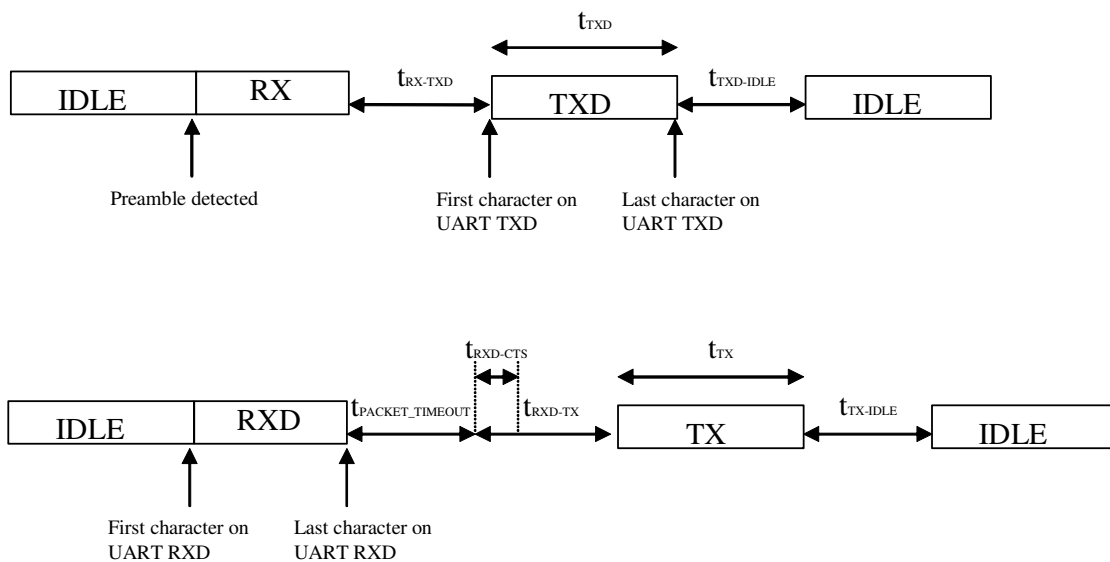 tTXD
IDLE
RX
tRX-TXD
TXD
tTXD-IDLE
IDLE
Preamble detected
First character on
UART TXD
Last character on
UART TXD
tRXD-CTS
tTX
IDLE
RXD
tPACKET_TIMEOUT
tRXD-TX
TX
tTX-IDLE
IDLE
First character on
UART RXD
Last character on
UART RXD